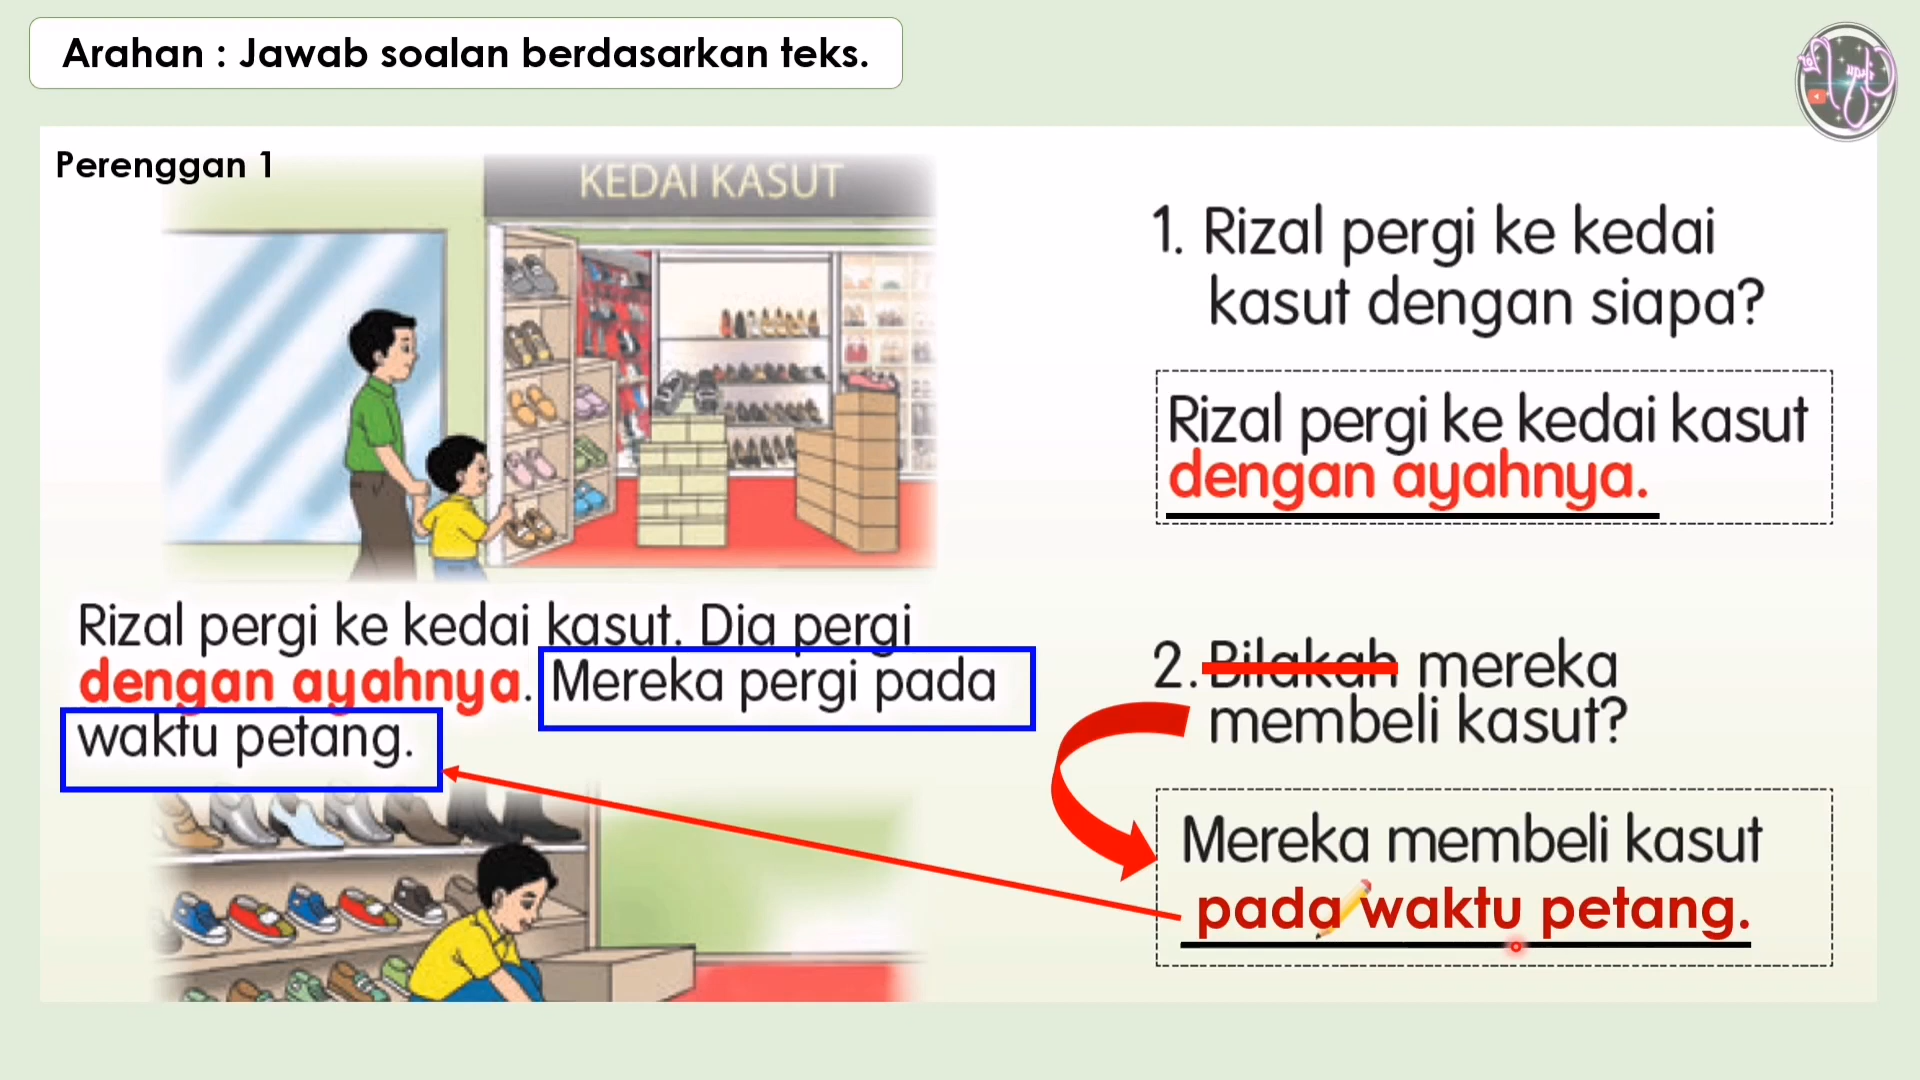 Arahan : Jawab soalan berdasarkan teks.
Perenggan 1
KEDAI KASUT
Rizal pergi ke kedai kasut. Dia pergi
dengan ayahnya. Mereka pergi pada
waktu petang.
1. Rizal pergi ke kedai
kasut dengan siapa?
Rizal pergi ke kedai kasut
dengan ayahnya.
2. Bilakah mereka
membeli kasut?
Mereka membeli kasut
pada waktu petang.